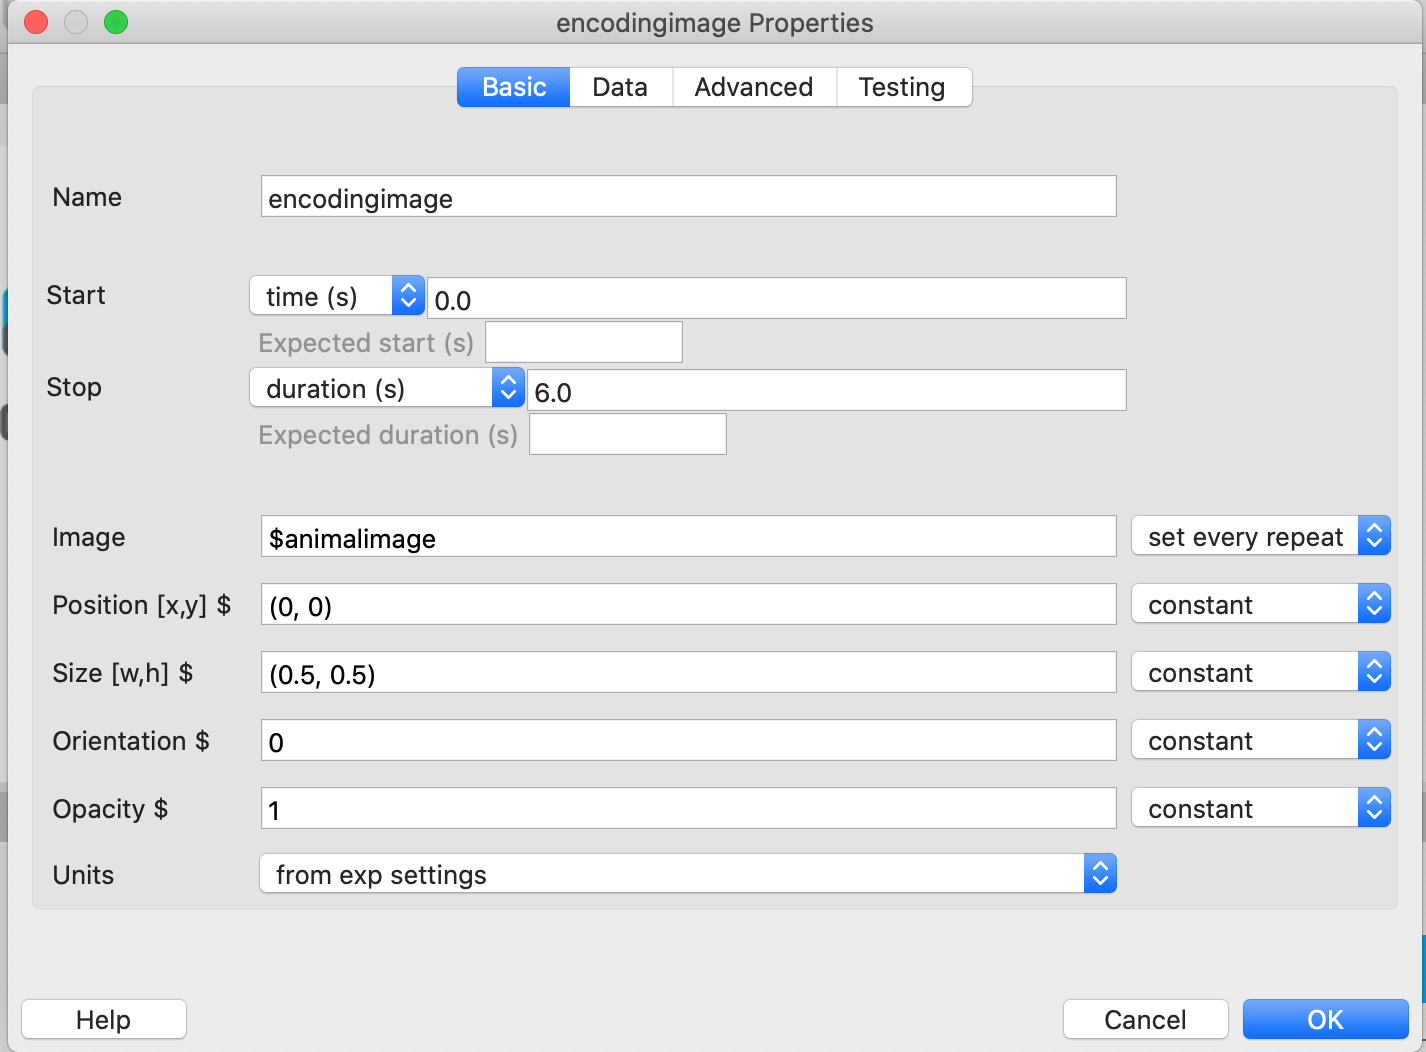 encodingimage Properties
Basic Data Advanced Testing
Name encodingimage
Start time (s) 0.0
Expected start (s)
Stop duration (s) 6.0
Expected duration (s)
Image $animalimage set every repeat
Position [x,y] $ (0, 0) constant
Size [w,h] $ (0.5, 0.5) constant
Orientation $ 0 constant
Opacity $ 1 constant
Units from exp settings
Help Cancel OK